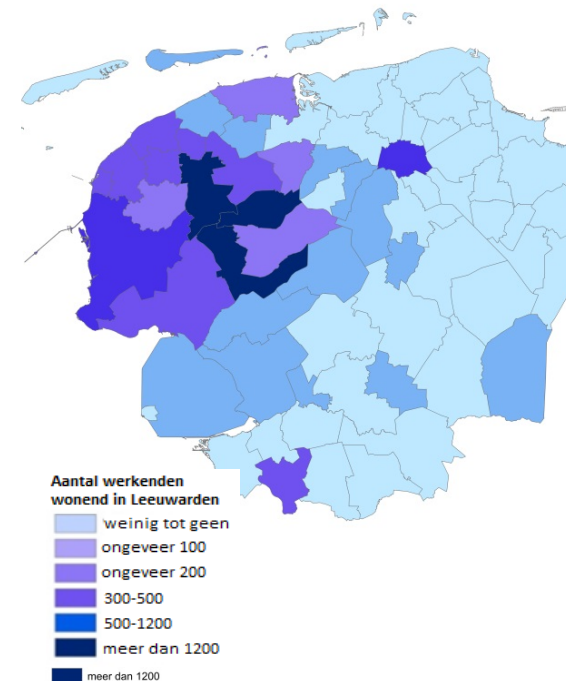 Aantal werkenden
wonend in Leeuwarden
weinig tot geen
ongeveer 100
ongeveer 200
300-500
500-1200
meer dan 1200
meer dan 1200